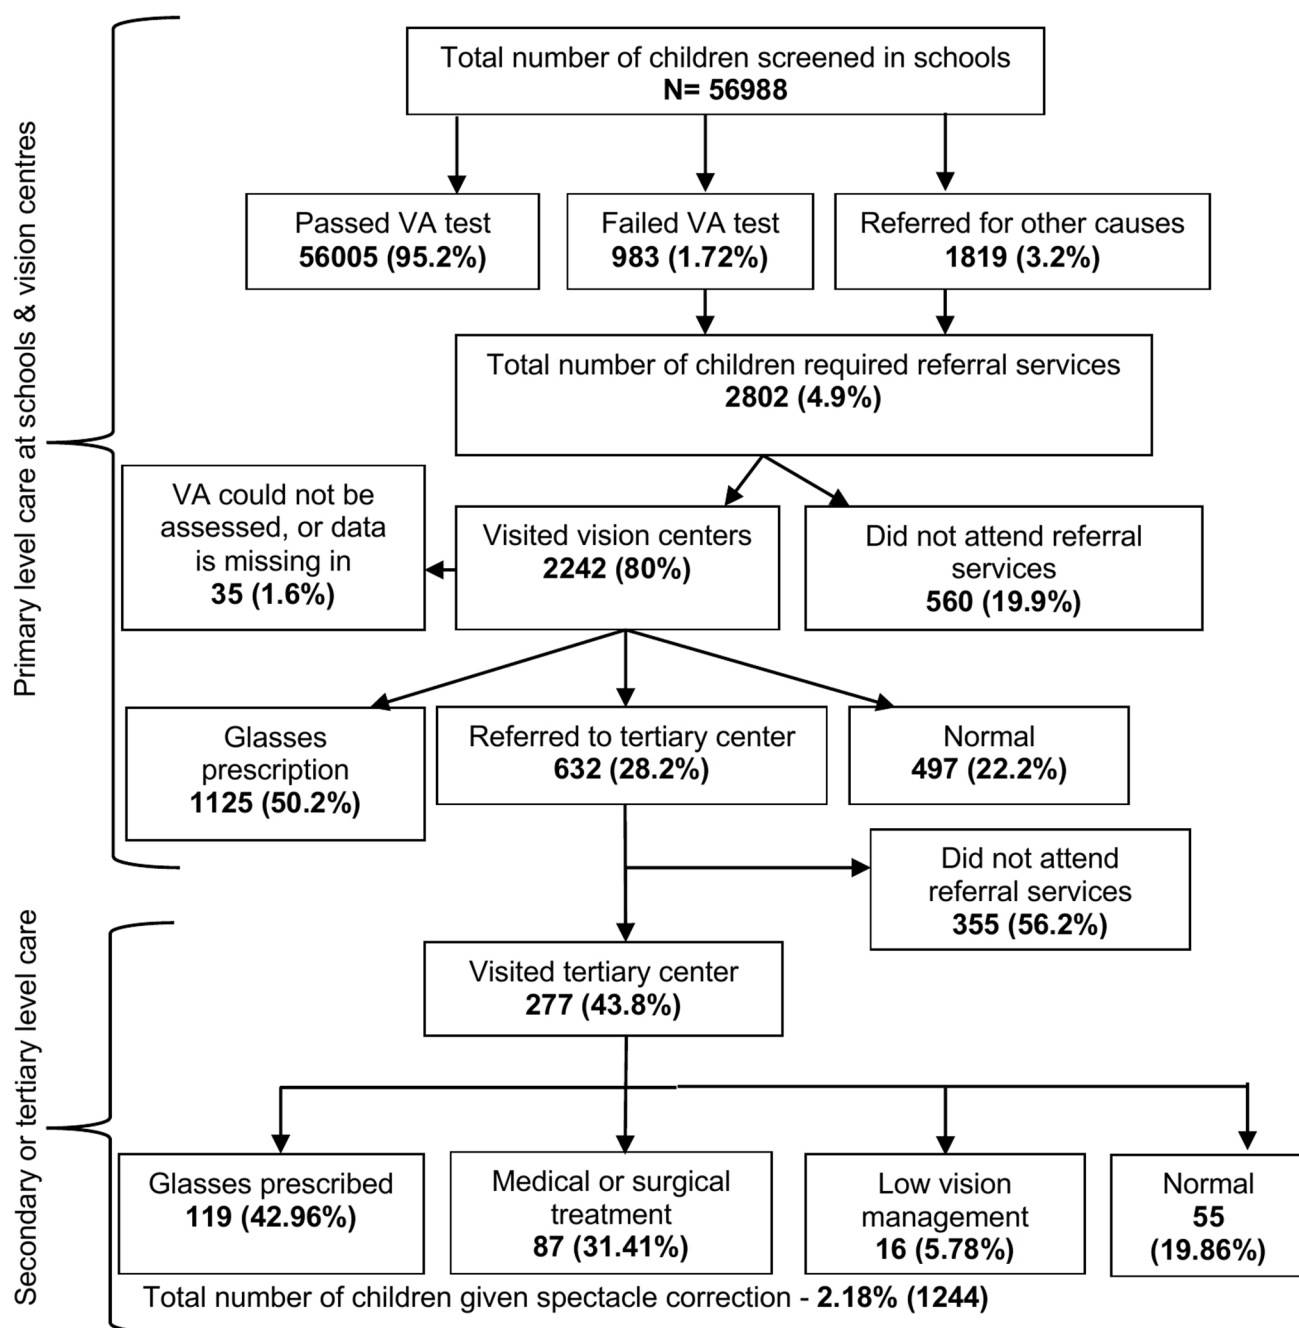 Total number of children screened in schools
N= 56988
Passed VA test
56005 (95.2%)
Failed VA test
983 (1.72%)
Referred for other causes
1819 (3.2%)
Total number of children required referral services
2802 (4.9%)
Primary level care at schools & vision centres
VA could not be
assessed, or data
is missing in
35 (1.6%)
Visited vision centers
2242 (80%)
Did not attend referral
services
560 (19.9%)
Glasses
prescription
1125 (50.2%)
Referred to tertiary center
632 (28.2%)
Normal
497 (22.2%)
Did not attend
referral services
355 (56.2%)
Secondary or tertiary level care
Visited tertiary center
277 (43.8%)
Glasses prescribed
119 (42.96%)
Medical or surgical
treatment
87 (31.41%)
Low vision
management
16 (5.78%)
Normal
55
(19.86%)
Total number of children given spectacle correction - 2.18% (1244)